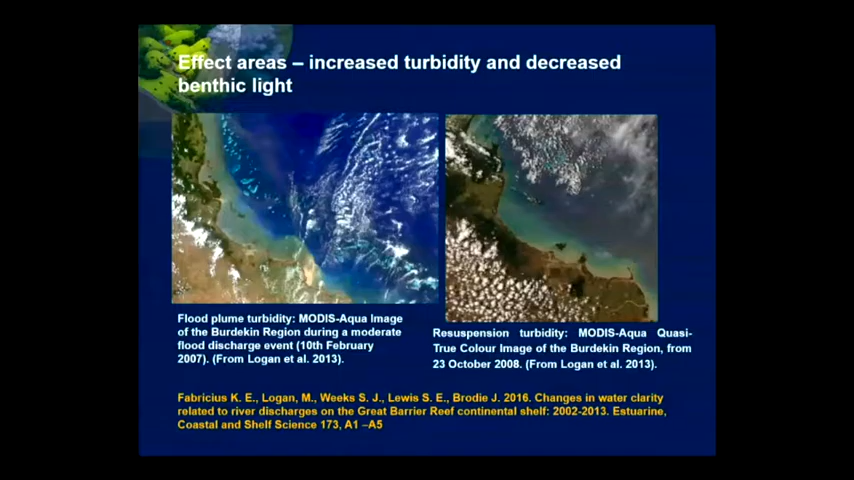 Effect areas – increased turbidity and decreased
benthic light
Flood plume turbidity: MODIS-Aqua Image
of the Burdekin Region during a moderate
flood discharge event (10th February
2007). (From Logan et al. 2013).
Resuspension turbidity: MODIS-Aqua Quasi-
True Colour Image of the Burdekin Region, from
23 October 2008. (From Logan et al. 2013).
Fabricius K. E., Logan, M., Weeks S. J., Lewis S. E., Brodie J. 2016. Changes in water clarity
related to river discharges on the Great Barrier Reef continental shelf: 2002-2013. Estuarine,
Coastal and Shelf Science 173, A1 –A5